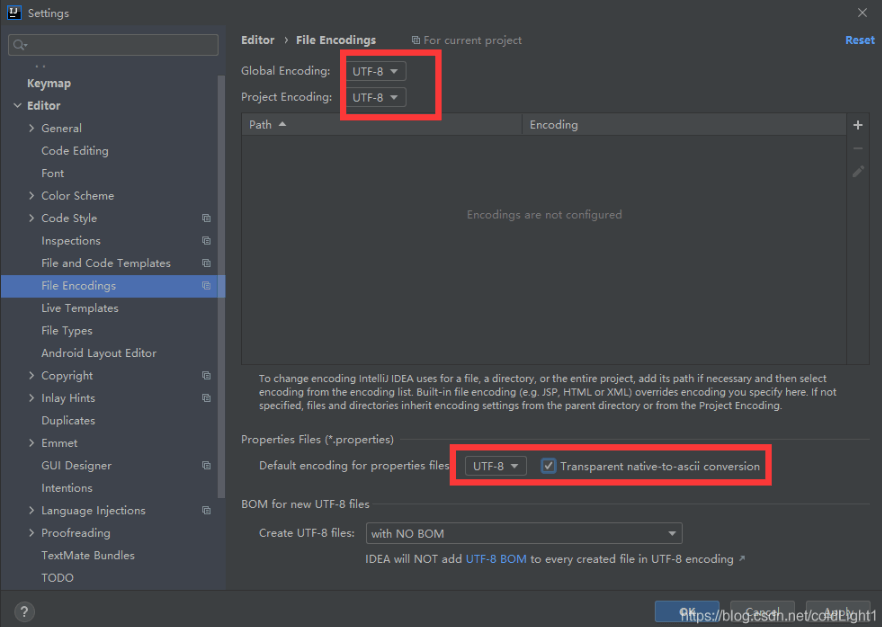 Settings
Editor › File Encodings For current project Reset
Keymap
Editor
General
Code Editing
Font
Color Scheme
Code Style
Inspections
File and Code Templates
File Encodings
Live Templates
File Types
Android Layout Editor
Copyright
Inlay Hints
Duplicates
Emmet
GUI Designer
Intentions
Language Injections
Proofreading
TextMate Bundles
TODO
Global Encoding: UTF-8
Project Encoding: UTF-8
Path Encoding
Encodings are not configured
To change encoding IntelliJ IDEA uses for a file, a directory, or the entire project, add its path if necessary and then select
encoding from the encoding list. Built-in file encoding (e.g. JSP, HTML or XML) overrides encoding you specify here. If not
specified, files and directories inherit encoding settings from the parent directory or from the Project Encoding.
Properties Files (*.properties)
Default encoding for properties files: UTF-8 Transparent native-to-ascii conversion
BOM for new UTF-8 files
Create UTF-8 files: with NO BOM
IDEA will NOT add UTF-8 BOM to every created file in UTF-8 encoding ↗
?
OK Cancel Apply
https://blog.csdn.net/coldLight1